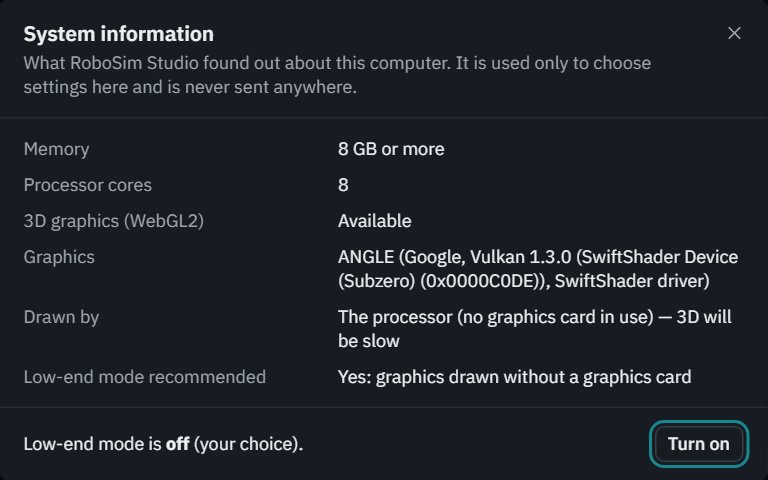 System information
What RoboSim Studio found out about this computer. It is used only to choose
settings here and is never sent anywhere.
Memory 8 GB or more
Processor cores 8
3D graphics (WebGL2) Available
Graphics ANGLE (Google, Vulkan 1.3.0 (SwiftShader Device
(Subzero) (0x0000C0DE)), SwiftShader driver)
Drawn by The processor (no graphics card in use) — 3D will
be slow
Low-end mode recommended Yes: graphics drawn without a graphics card
Low-end mode is off (your choice). Turn on